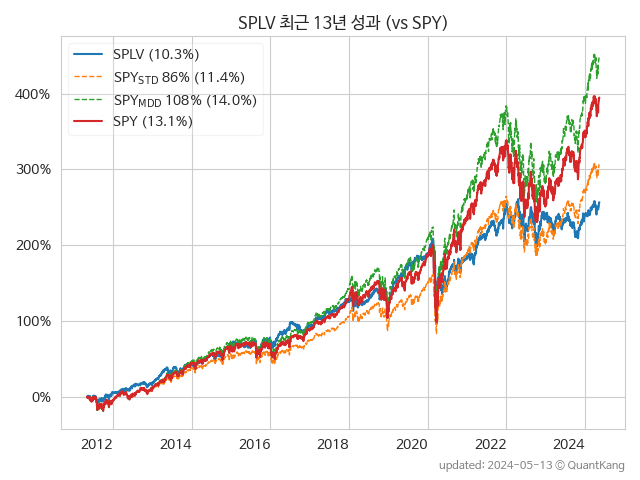 SPLV 최근 13년 성과 (vs SPY)
SPLV (10.3%)
SPY_STD 86% (11.4%)
SPY_MDD 108% (14.0%)
SPY (13.1%)
400%
300%
200%
100%
0%
2012 2014 2016 2018 2020 2022 2024
updated: 2024-05-13 © QuantKang